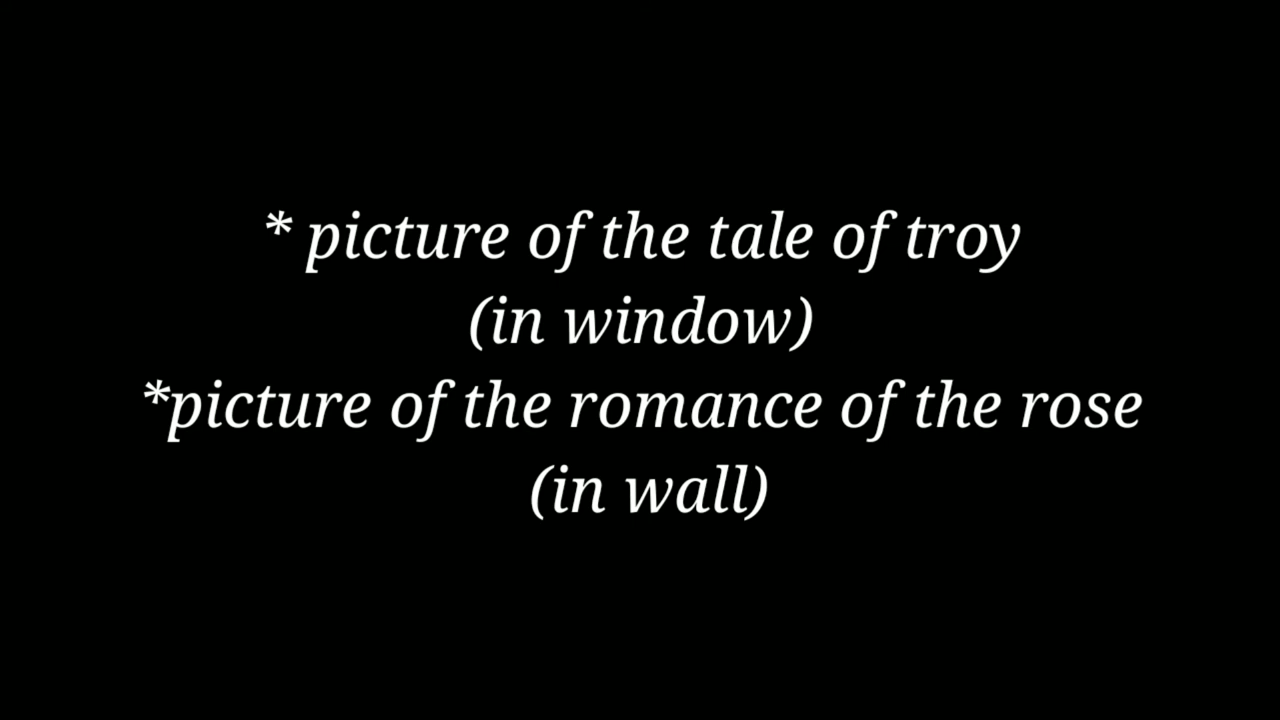 * picture of the tale of troy
(in window)
*picture of the romance of the rose
(in wall)